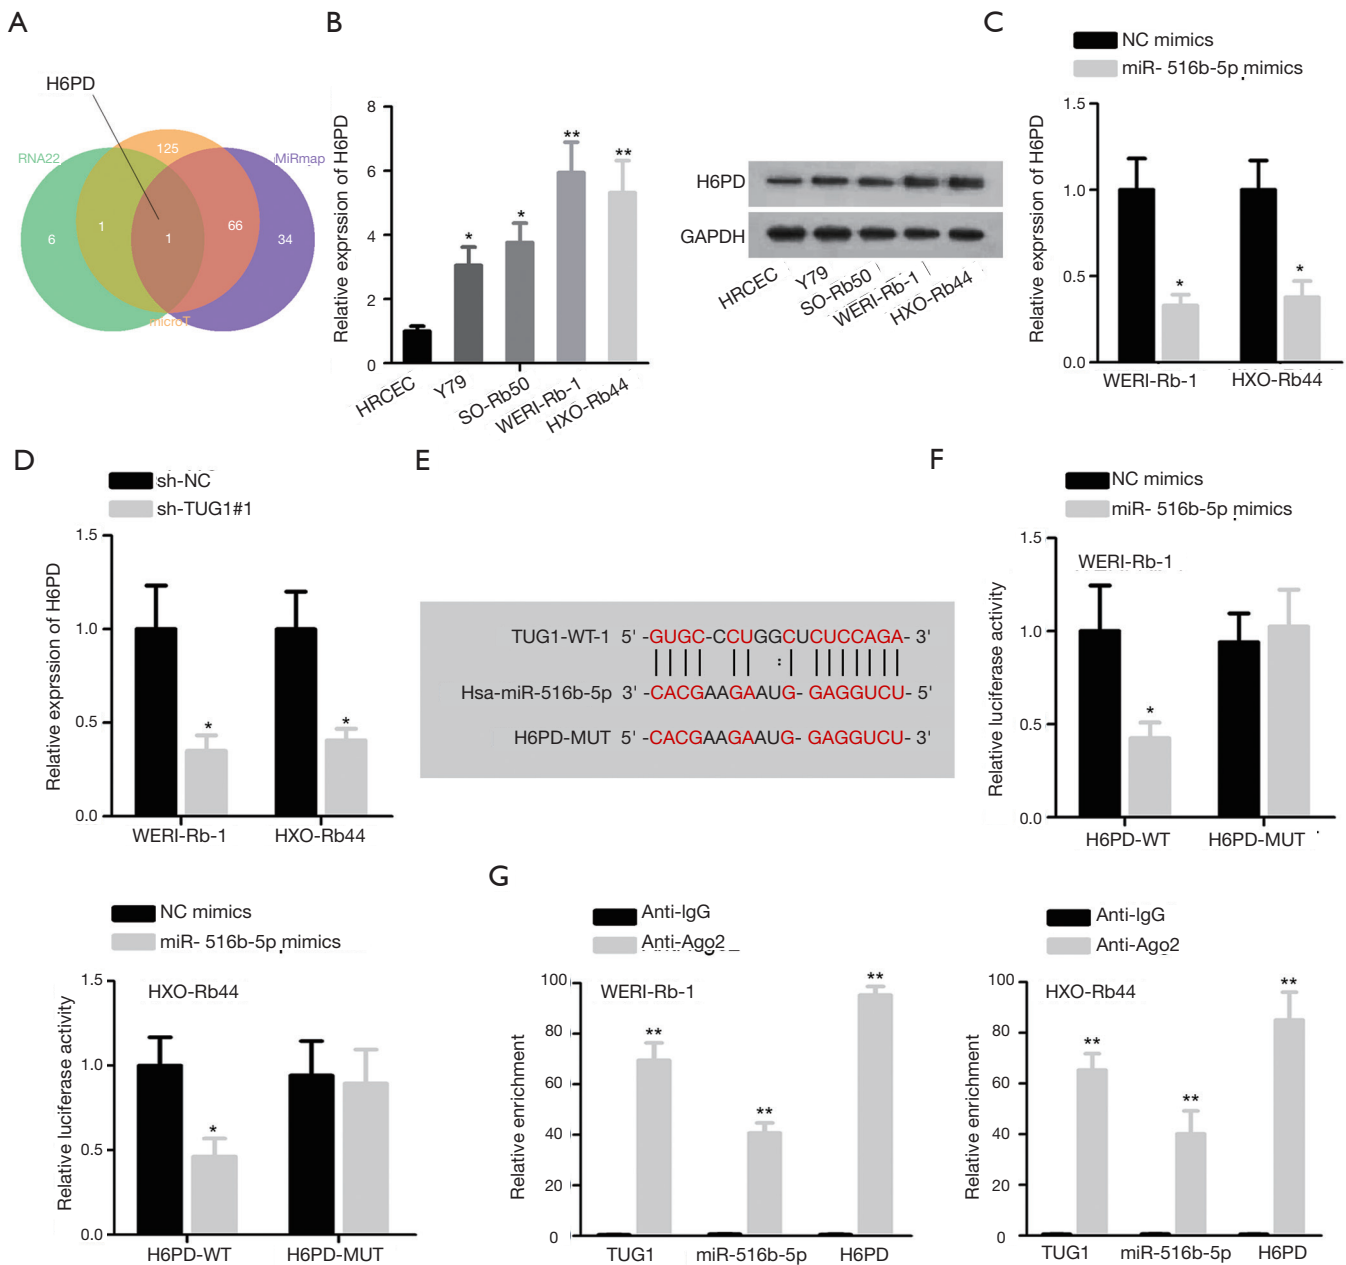 A
H6PD
RNA22
125
MiRmap
6
1
1
66
34
microT
B
Relative exprssion of H6PD
8
6
4
2
0
**
**
*
*
HRCEC
Y79
SO-Rb50
WERI-Rb-1
HXO-Rb44
H6PD
GAPDH
HRCEC
Y79
SO-Rb50
WERI-Rb-1
HXO-Rb44
C
NC mimics
miR- 516b-5p mimics
Relative exprssion of H6PD
1.5
1.0
0.5
0.0
*
*
WERI-Rb-1
HXO-Rb44
D
sh-NC
sh-TUG1#1
Relative exprssion of H6PD
1.5
1.0
0.5
0.0
*
*
WERI-Rb-1
HXO-Rb44
E
TUG1-WT-1 5' -GUGC-CCUGGCUCUCCAGA- 3'
Hsa-miR-516b-5p 3' -CACGAAGAAUG- GAGGUCU- 5'
H6PD-MUT 5' -CACGAAGAAUG- GAGGUCU- 3'
F
NC mimics
miR- 516b-5p mimics
WERI-Rb-1
Relative luciferase activity
1.5
1.0
0.5
0.0
*
H6PD-WT
H6PD-MUT
NC mimics
miR- 516b-5p mimics
HXO-Rb44
Relative luciferase activity
1.5
1.0
0.5
0.0
*
H6PD-WT
H6PD-MUT
G
Anti-IgG
Anti-Ago2
WERI-Rb-1
Relative enrichment
100
80
60
40
20
0
**
**
**
TUG1
miR-516b-5p
H6PD
Anti-IgG
Anti-Ago2
HXO-Rb44
Relative enrichment
100
80
60
40
20
0
**
**
**
TUG1
miR-516b-5p
H6PD